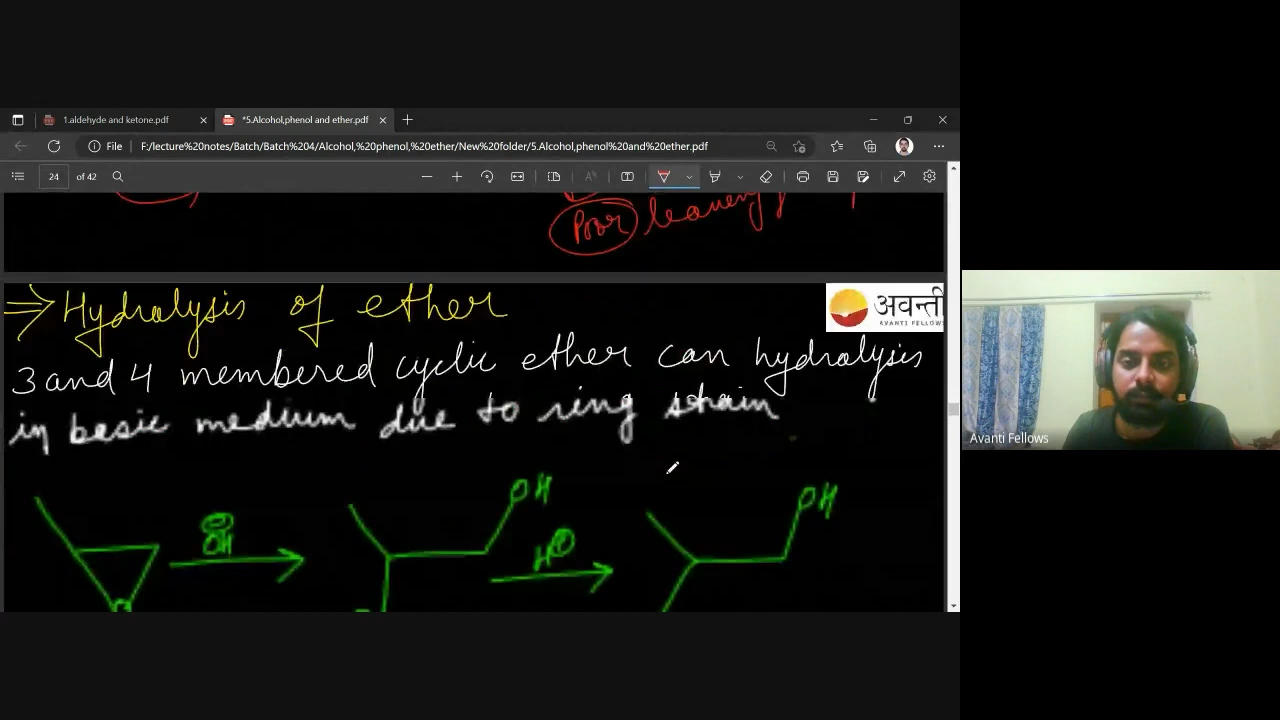 1.aldehyde and ketone.pdf
*5.Alcohol,phenol and ether.pdf
File
F:/lecture%20notes/Batch/Batch%204/Alcohol,%20phenol,%20ether/New%20folder/5.Alcohol,phenol%20and%20ether.pdf
24 of 42
Poor leaving
⇒ Hydralysis of ether
अवन्ती
AVANTI FELLOWS
3 and 4 membered cyclic ether can hydralysis
in basic medium due to ring strain
Avanti Fellows
OH OH
OH H⊕